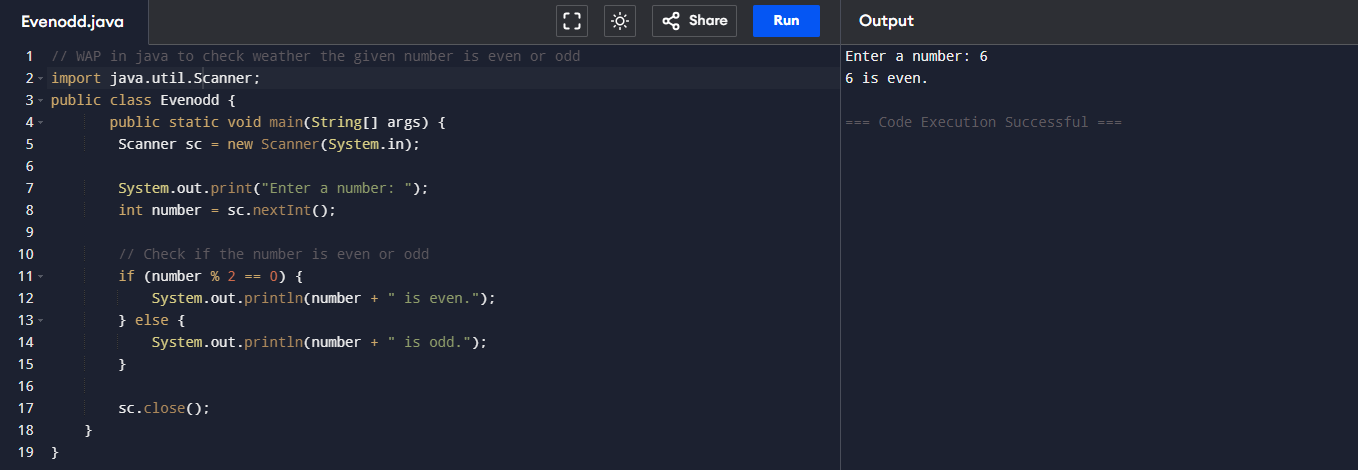 Evenodd.java
Share
Run
Output
1 // WAP in java to check weather the given number is even or odd
2 import java.util.Scanner;
3 public class Evenodd {
4 public static void main(String[] args) {
5 Scanner sc = new Scanner(System.in);
6
7 System.out.print("Enter a number: ");
8 int number = sc.nextInt();
9
10 // Check if the number is even or odd
11 if (number % 2 == 0) {
12 System.out.println(number + " is even.");
13 } else {
14 System.out.println(number + " is odd.");
15 }
16
17 sc.close();
18 }
19 }
Enter a number: 6
6 is even.
=== Code Execution Successful ===